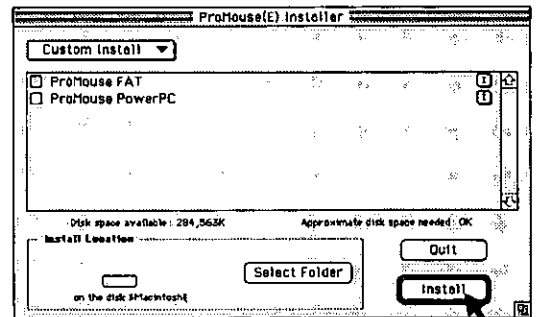 ProMouse(E) Installer
Custom Install
ProMouse FAT
ProMouse PowerPC
Disk space available : 284,563K
Approximate disk space needed : OK
Install Location
Quit
Select Folder
Install
on the disk